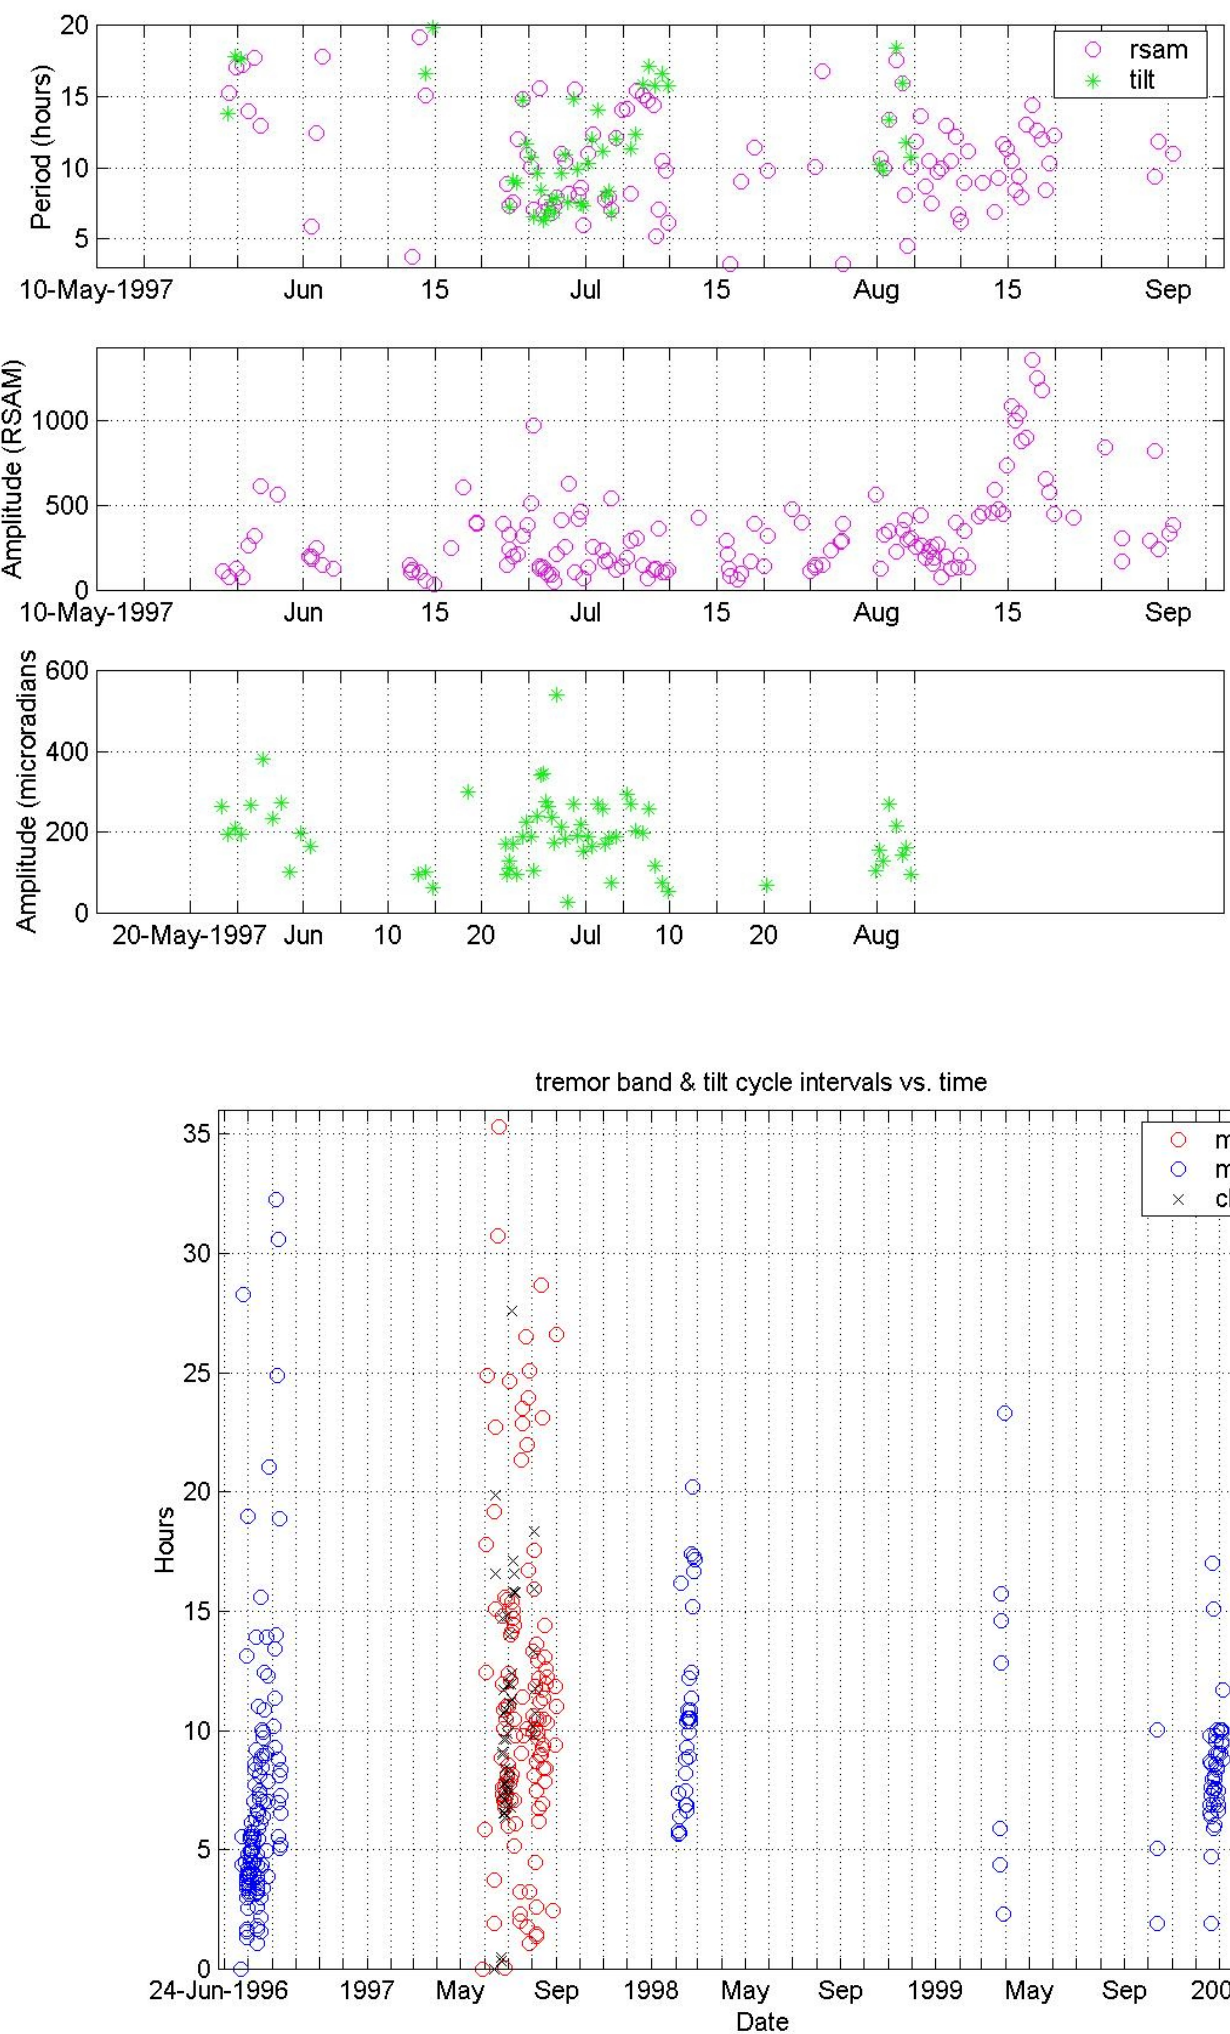 20
15
10
5
Period (hours)
rsam
tilt
10-May-1997 Jun 15 Jul 15 Aug 15 Sep
1000
500
0
Amplitude (RSAM)
10-May-1997 Jun 15 Jul 15 Aug 15 Sep
600
400
200
0
Amplitude (microradians
20-May-1997 Jun 10 20 Jul 10 20 Aug
tremor band & tilt cycle intervals vs. time
35
30
25
20
15
10
5
0
Hours
m
m
24-Jun-1996 1997 May Sep 1998 May Sep 1999 May Sep 200
Date